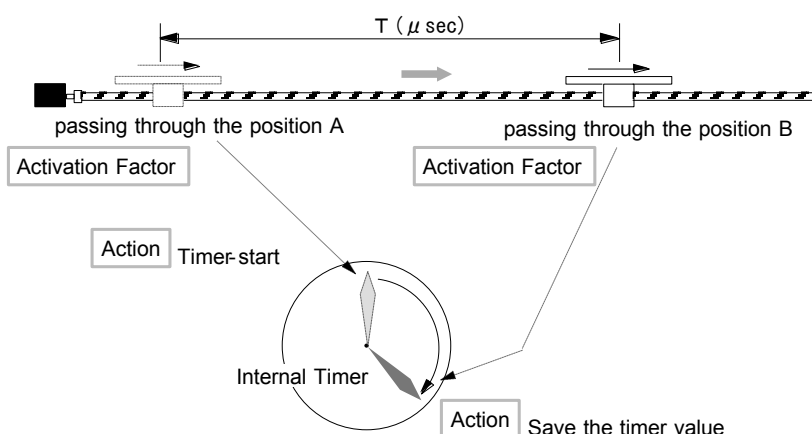 T (μsec)
passing through the position A
passing through the position B
Activation Factor
Activation Factor
Action
Timer-start
Internal Timer
Action
Save the timer value